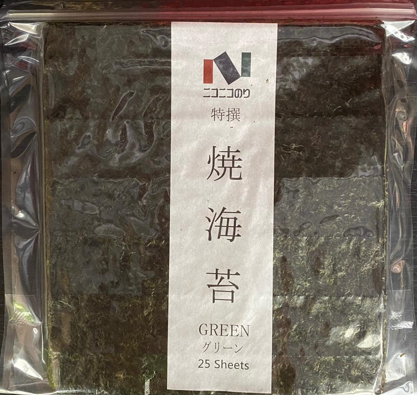 ニコニコのり
特撰
焼海苔
GREEN
グリーン
25 Sheets